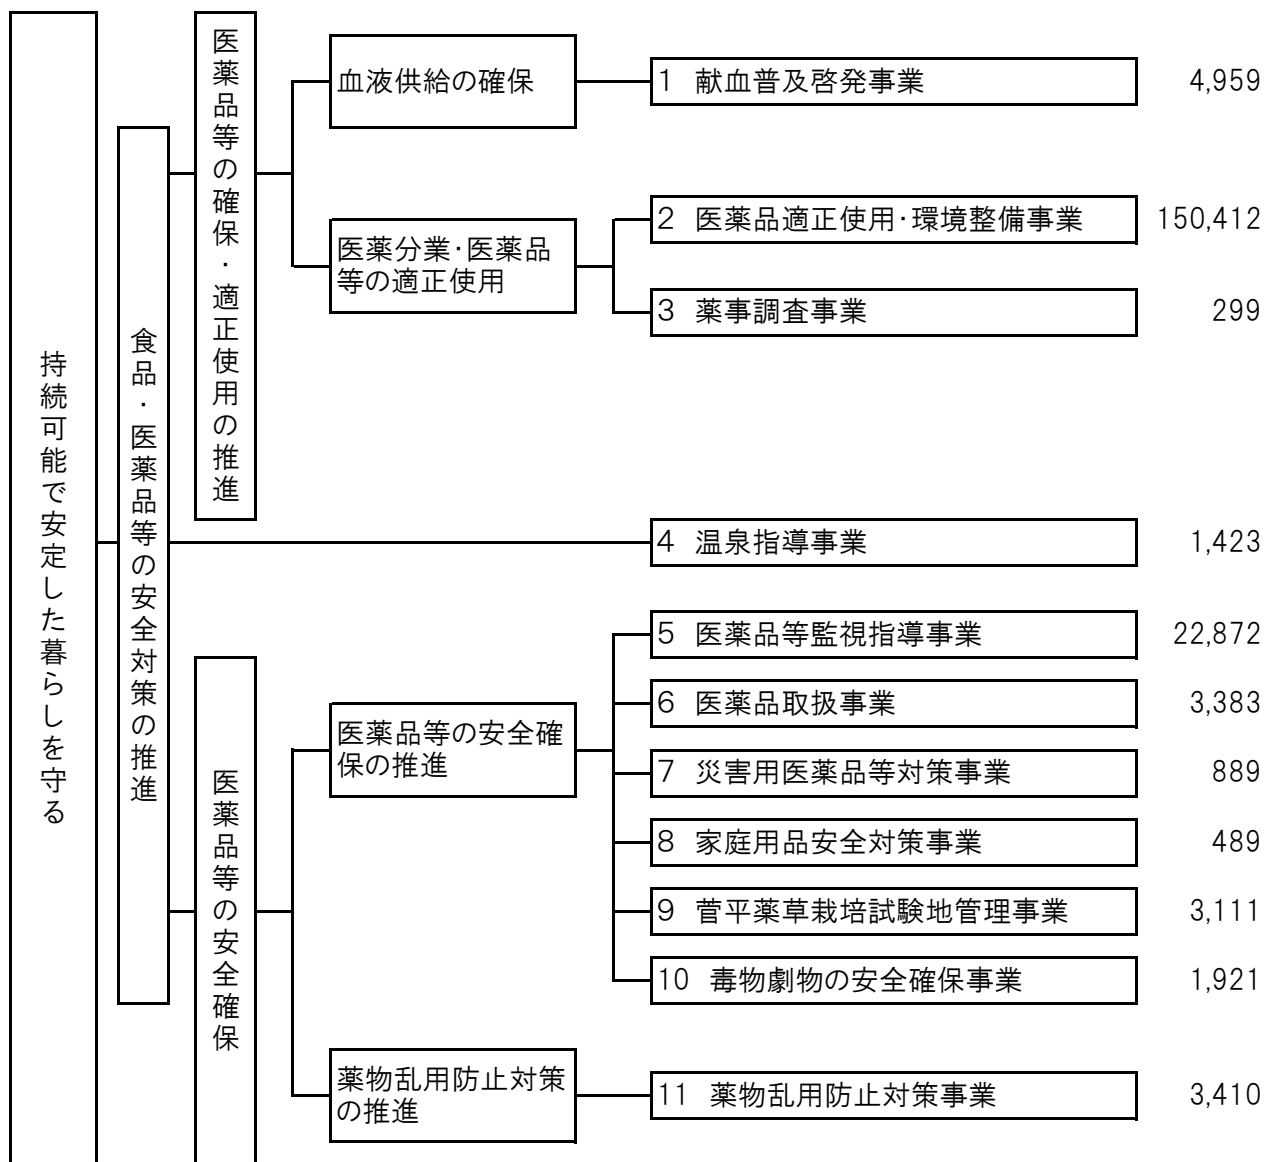 持続可能で安定した暮らしを守る
食品・医薬品等の安全対策の推進
医薬品等の確保・適正使用の推進
血液供給の確保
1 献血普及啓発事業 4,959
医薬分業・医薬品
等の適正使用
2 医薬品適正使用・環境整備事業 150,412
3 薬事調査事業 299
4 温泉指導事業 1,423
医薬品等の安全確保
医薬品等の安全確
保の推進
5 医薬品等監視指導事業 22,872
6 医薬品取扱事業 3,383
7 災害用医薬品等対策事業 889
8 家庭用品安全対策事業 489
9 菅平薬草栽培試験地管理事業 3,111
10 毒物劇物の安全確保事業 1,921
薬物乱用防止対策
の推進
11 薬物乱用防止対策事業 3,410